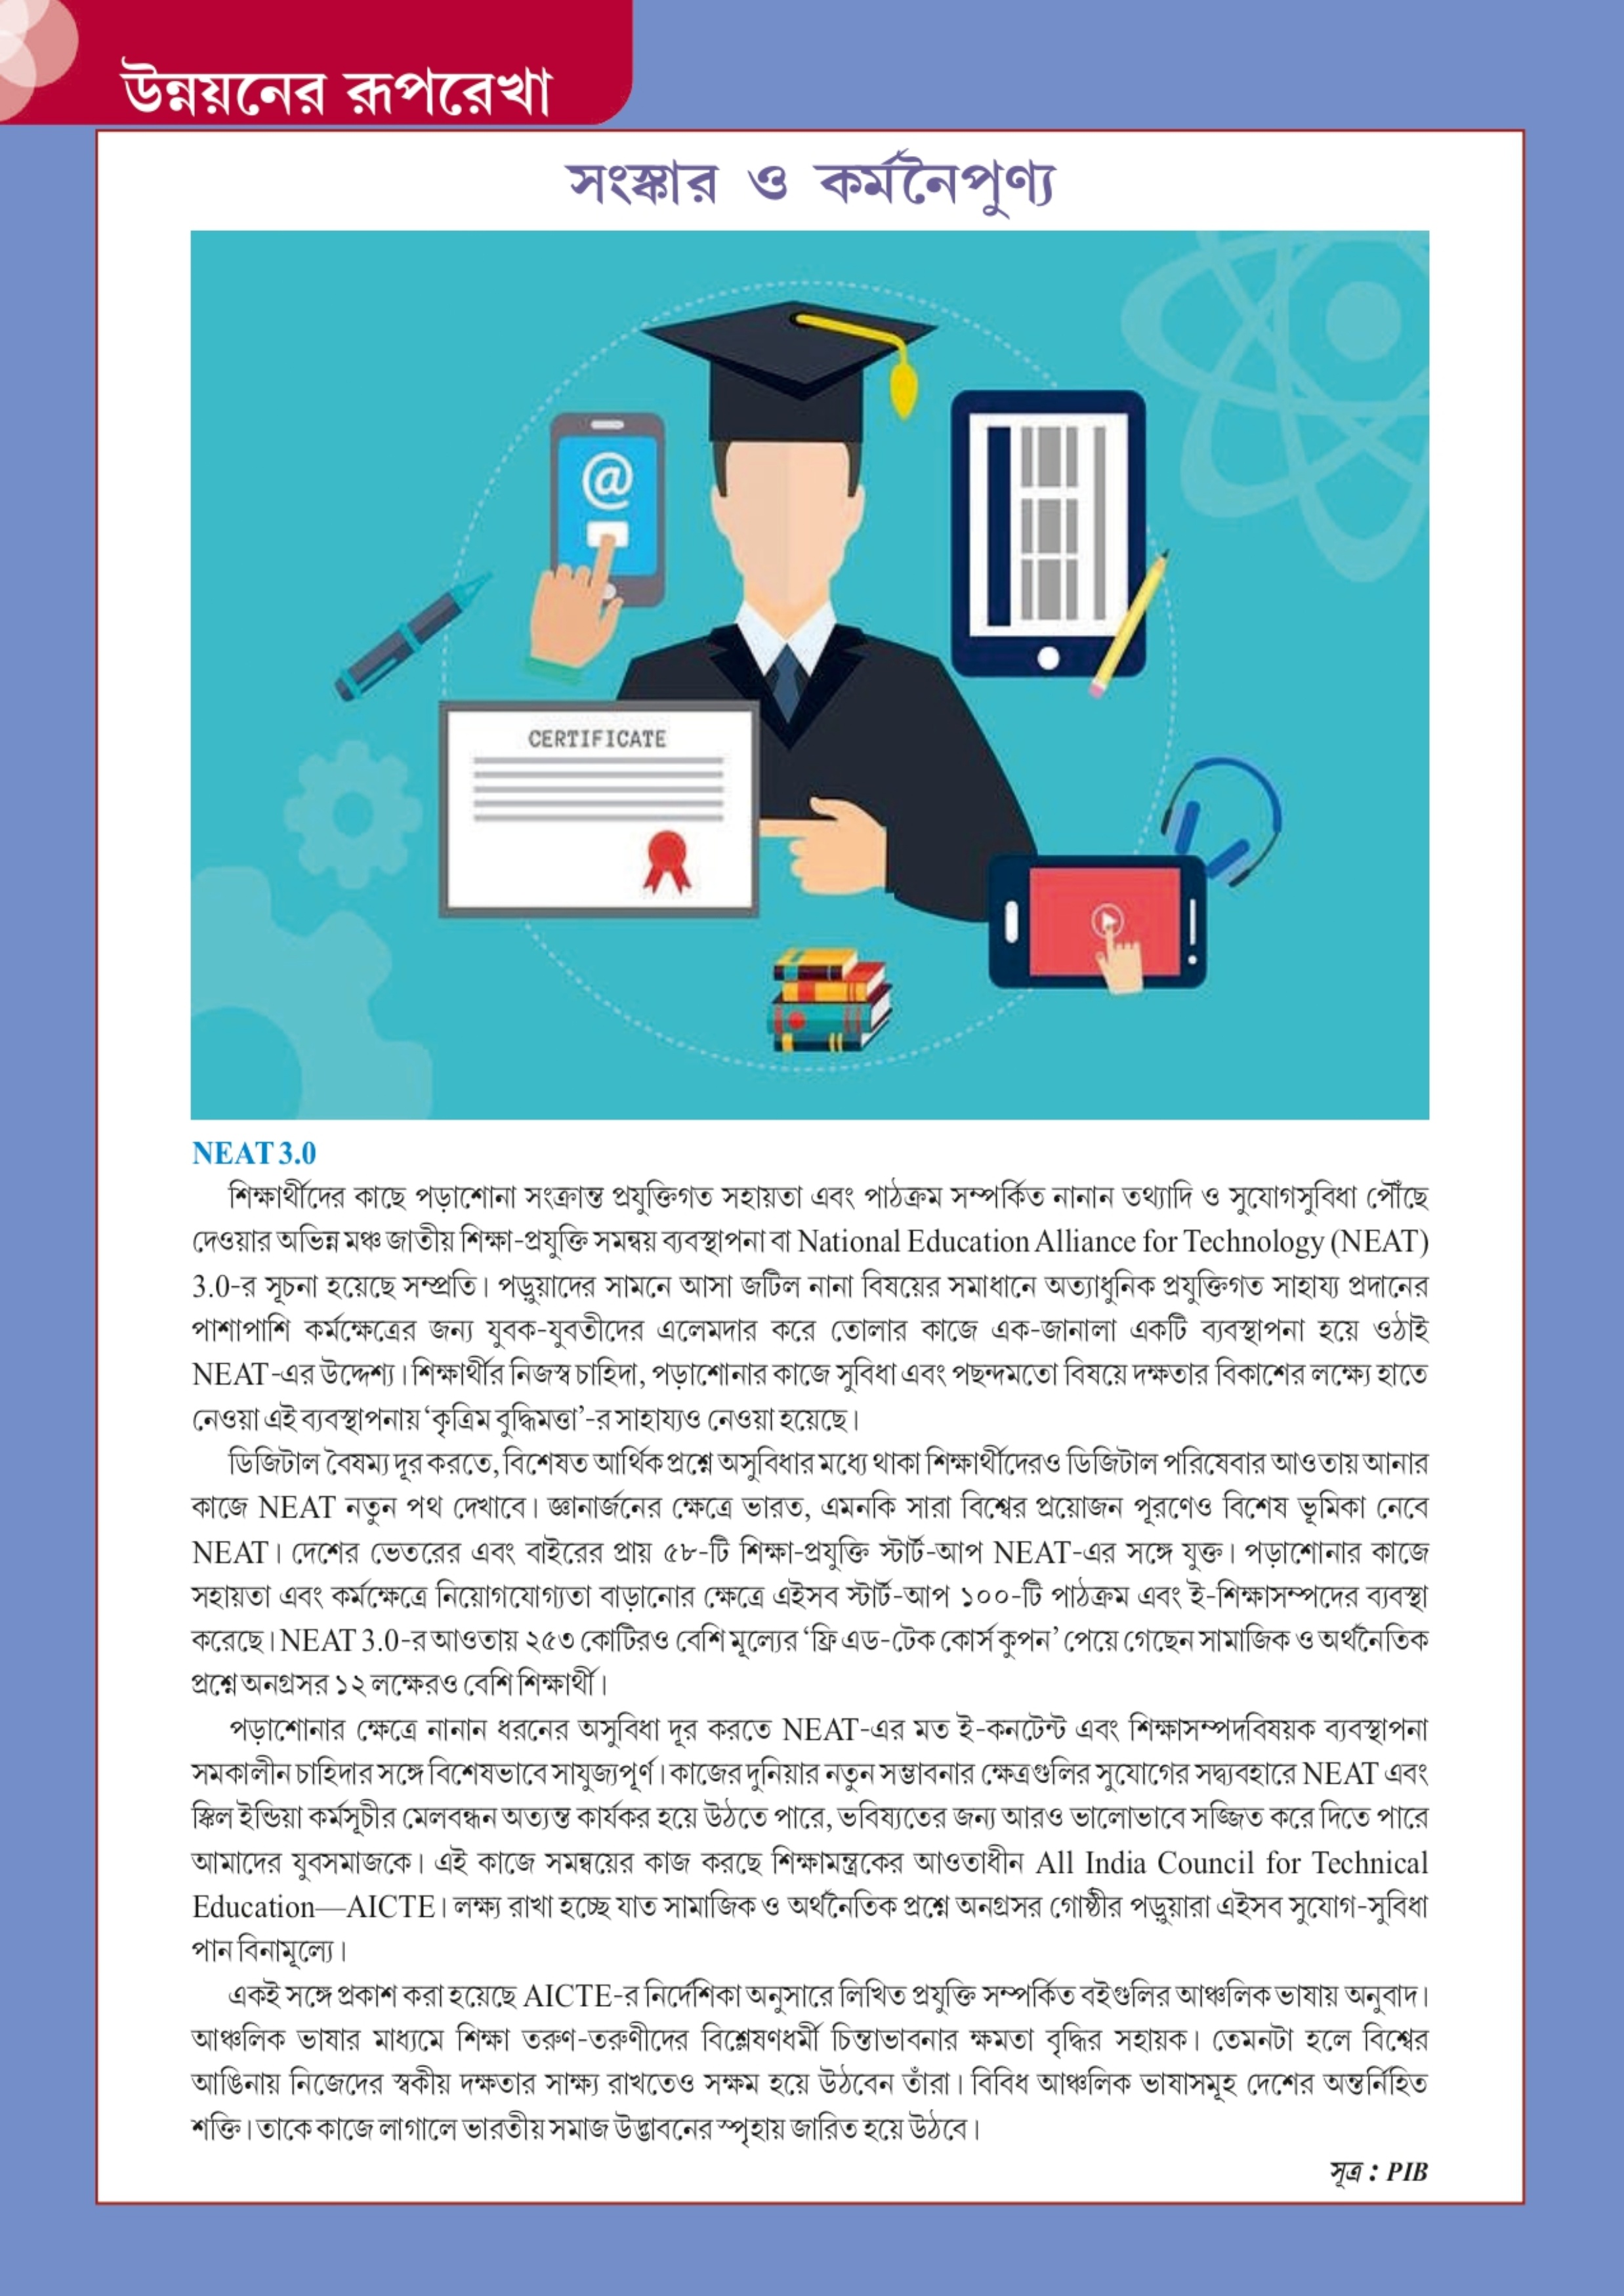 উন্নয়নের রূপরেখা
সংস্কার ও কর্মনৈপুণ্য
@
CERTIFICATE
NEAT 3.0
শিক্ষার্থীদের কাছে পড়াশোনা সংক্রান্ত প্রযুক্তিগত সহায়তা এবং পাঠক্রম সম্পর্কিত নানান তথ্যাদি ও সুযোগসুবিধা পৌঁছে
দেওয়ার অভিন্ন মঞ্চ জাতীয় শিক্ষা-প্রযুক্তি সমন্বয় ব্যবস্থাপনা বা National Education Alliance for Technology (NEAT)
3.0-র সূচনা হয়েছে সম্প্রতি। পড়ুয়াদের সামনে আসা জটিল নানা বিষয়ের সমাধানে অত্যাধুনিক প্রযুক্তিগত সাহায্য প্রদানের
পাশাপাশি কর্মক্ষেত্রের জন্য যুবক-যুবতীদের এলেমদার করে তোলার কাজে এক-জানালা একটি ব্যবস্থাপনা হয়ে ওঠাই
NEAT-এর উদ্দেশ্য। শিক্ষার্থীর নিজস্ব চাহিদা, পড়াশোনার কাজে সুবিধা এবং পছন্দমতো বিষয়ে দক্ষতার বিকাশের লক্ষ্যে হাতে
নেওয়া এই ব্যবস্থাপনায় ‘কৃত্রিম বুদ্ধিমত্তা’-র সাহায্যও নেওয়া হয়েছে।
ডিজিটাল বৈষম্য দূর করতে, বিশেষত আর্থিক প্রশ্নে অসুবিধার মধ্যে থাকা শিক্ষার্থীদেরও ডিজিটাল পরিষেবার আওতায় আনার
কাজে NEAT নতুন পথ দেখাবে। জ্ঞানার্জনের ক্ষেত্রে ভারত, এমনকি সারা বিশ্বের প্রয়োজন পূরণেও বিশেষ ভূমিকা নেবে
NEAT। দেশের ভেতরের এবং বাইরের প্রায় ৫৮-টি শিক্ষা-প্রযুক্তি স্টার্ট-আপ NEAT-এর সঙ্গে যুক্ত। পড়াশোনার কাজে
সহায়তা এবং কর্মক্ষেত্রে নিয়োগযোগ্যতা বাড়ানোর ক্ষেত্রে এইসব স্টার্ট-আপ ১০০-টি পাঠক্রম এবং ই-শিক্ষাসম্পদের ব্যবস্থা
করেছে। NEAT 3.0-র আওতায় ২৫৩ কোটিরও বেশি মূল্যের ‘ফ্রি এড-টেক কোর্স কুপন’ পেয়ে গেছেন সামাজিক ও অর্থনৈতিক
প্রশ্নে অনগ্রসর ১২ লক্ষেরও বেশি শিক্ষার্থী।
পড়াশোনার ক্ষেত্রে নানান ধরনের অসুবিধা দূর করতে NEAT-এর মত ই-কনটেন্ট এবং শিক্ষাসম্পদবিষয়ক ব্যবস্থাপনা
সমকালীন চাহিদার সঙ্গে বিশেষভাবে সাযুজ্যপূর্ণ। কাজের দুনিয়ার নতুন সম্ভাবনার ক্ষেত্রগুলির সুযোগের সদ্ব্যবহারে NEAT এবং
স্কিল ইন্ডিয়া কর্মসূচীর মেলবন্ধন অত্যন্ত কার্যকর হয়ে উঠতে পারে, ভবিষ্যতের জন্য আরও ভালোভাবে সজ্জিত করে দিতে পারে
আমাদের যুবসমাজকে। এই কাজে সমন্বয়ের কাজ করছে শিক্ষামন্ত্রকের আওতাধীন All India Council for Technical
Education—AICTE। লক্ষ্য রাখা হচ্ছে যাত সামাজিক ও অর্থনৈতিক প্রশ্নে অনগ্রসর গোষ্ঠীর পড়ুয়ারা এইসব সুযোগ-সুবিধা
পান বিনামূল্যে।
একই সঙ্গে প্রকাশ করা হয়েছে AICTE-র নির্দেশিকা অনুসারে লিখিত প্রযুক্তি সম্পর্কিত বইগুলির আঞ্চলিক ভাষায় অনুবাদ।
আঞ্চলিক ভাষার মাধ্যমে শিক্ষা তরুণ-তরুণীদের বিশ্লেষণধর্মী চিন্তাভাবনার ক্ষমতা বৃদ্ধির সহায়ক। তেমনটা হলে বিশ্বের
আঙিনায় নিজেদের স্বকীয় দক্ষতার সাক্ষ্য রাখতেও সক্ষম হয়ে উঠবেন তাঁরা। বিবিধ আঞ্চলিক ভাষাসমূহ দেশের অন্তর্নিহিত
শক্তি। তাকে কাজে লাগালে ভারতীয় সমাজ উদ্ভাবনের স্পৃহায় জারিত হয়ে উঠবে।
সূত্র : PIB